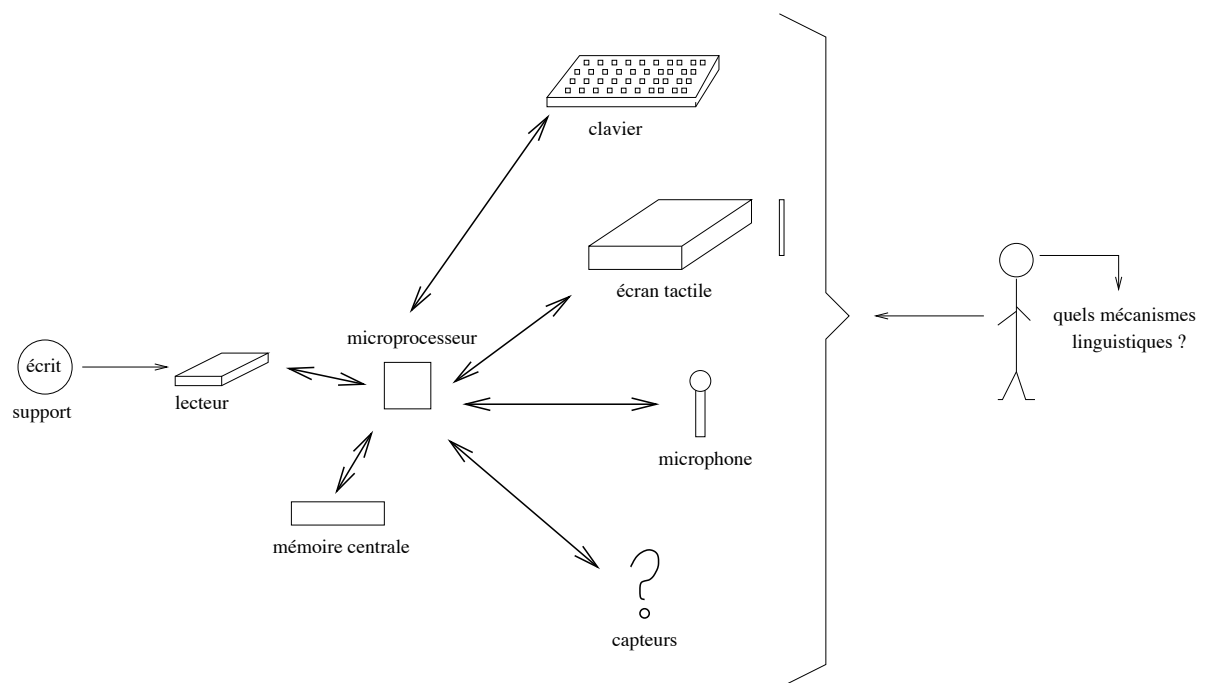 clavier
écran tactile
microprocesseur
quels mécanismes
linguistiques ?
écrit
lecteur
support
microphone
mémoire centrale
?
capteurs